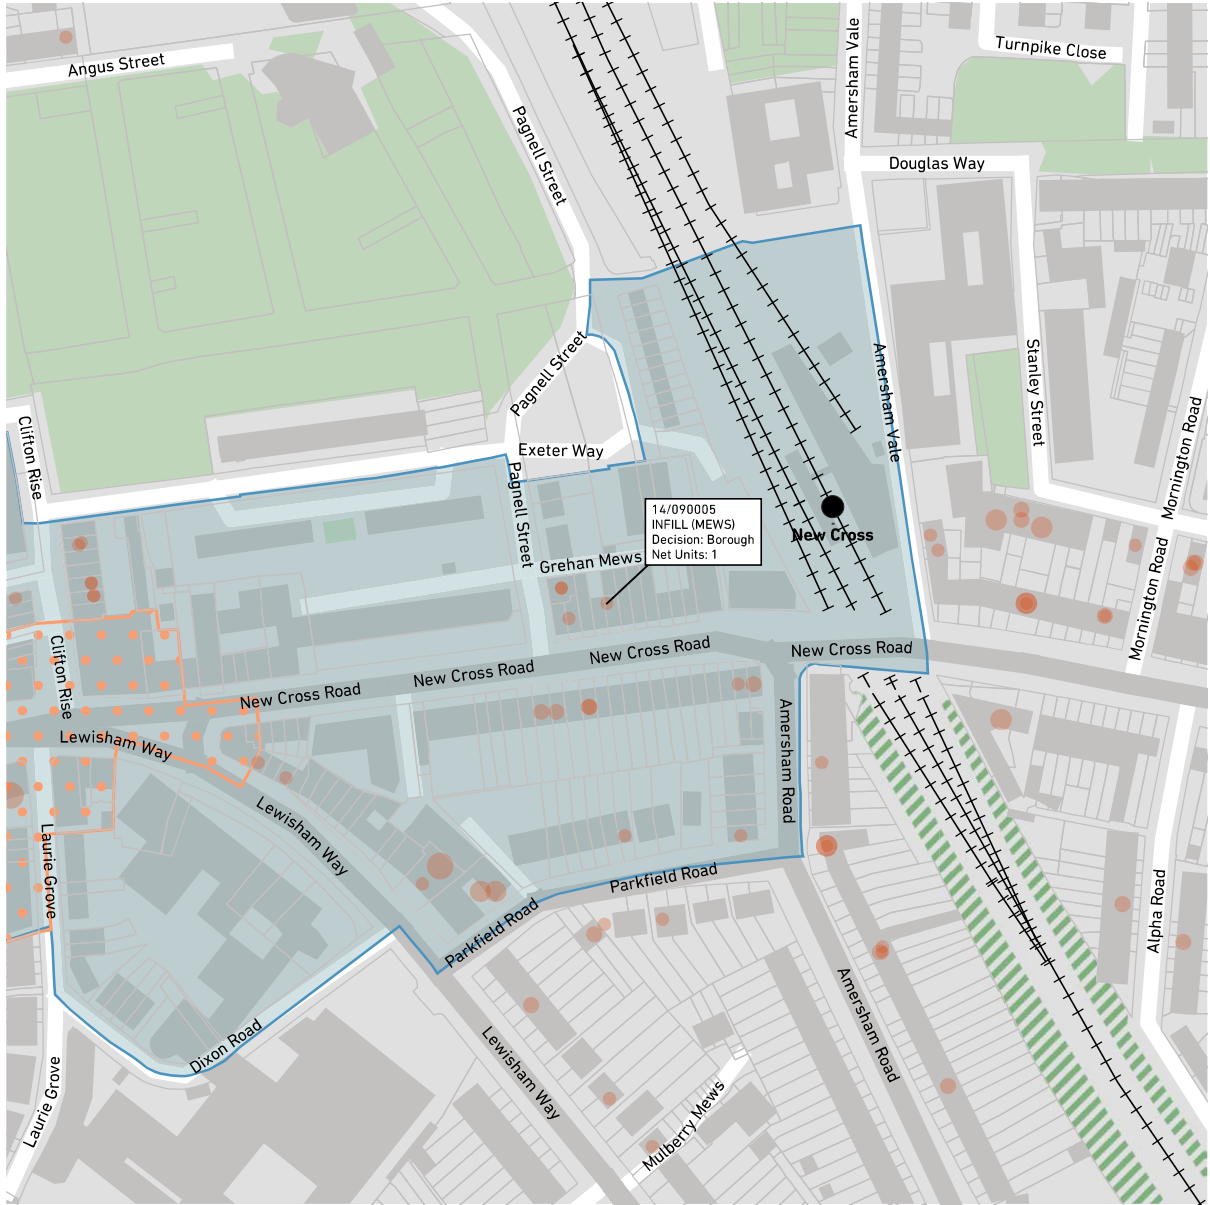 Angus Street
Amersham Vale
Turnpike Close
Pagnell Street
Douglas Way
Pagnell Street
Amersham Vale
Stanley Street
Clifton Rise
Mornington Road
Exeter Way
Pagnell Street
14/090005
INFILL (MEWS)
Decision: Borough
Net Units: 1
New Cross
Grehan Mews
Mornington Road
Clifton Rise
New Cross Road
New Cross Road
New Cross Road
New Cross Road
Lewisham Way
Amersham Road
Lewisham Way
Laurie Grove
Parkfield Road
Parkfield Road
Alpha Road
Amersham Road
Dixon Road
Lewisham Way
Laurie Grove
Mulberry Mews